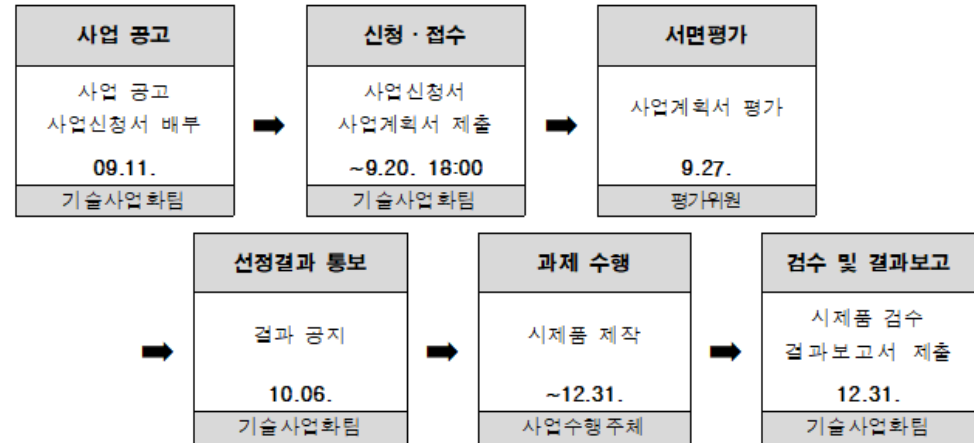 사업 공고
사업 공고
사업신청서 배부
09.11.
기술사업화팀
신청 · 접수
사업신청서
사업계획서 제출
~9.20. 18:00
기술사업화팀
서면평가
사업계획서 평가
9.27.
평가위원
선정결과 통보
결과 공지
10.06.
기술사업화팀
과제 수행
시제품 제작
~12.31.
사업수행주체
검수 및 결과보고
시제품 검수
결과보고서 제출
12.31.
기술사업화팀